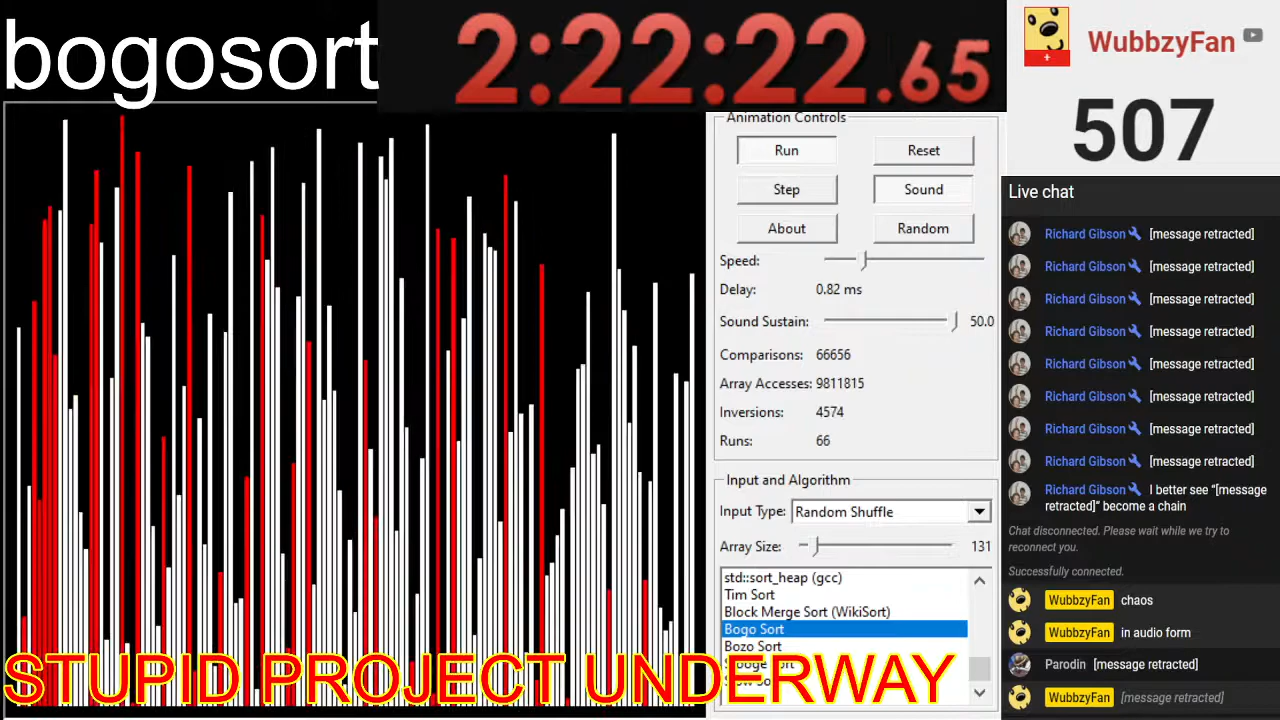 bogosort
2:22:22.65
WubbzyFan
507
Animation Controls
Run
Reset
Step
Sound
About
Random
Speed:
Delay: 0.82 ms
Sound Sustain: 50.0
Comparisons: 66656
Array Accesses: 9811815
Inversions: 4574
Runs: 66
Input and Algorithm
Input Type: Random Shuffle
Array Size: 131
std::sort_heap (gcc)
Tim Sort
Block Merge Sort (WikiSort)
Bogo Sort
Bozo Sort
STUPID PROJECT UNDERWAY
Live chat
Richard Gibson [message retracted]
Richard Gibson [message retracted]
Richard Gibson [message retracted]
Richard Gibson [message retracted]
Richard Gibson [message retracted]
Richard Gibson [message retracted]
Richard Gibson [message retracted]
Richard Gibson [message retracted]
Richard Gibson I better see “[message
retracted]“ become a chain
Chat disconnected. Please wait while we try to
reconnect you.
Successfully connected.
WubbzyFan chaos
WubbzyFan in audio form
Parodin [message retracted]
WubbzyFan [message retracted]